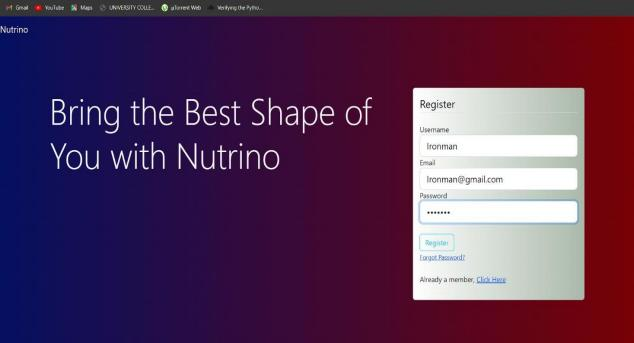 Gmail YouTube Maps UNIVERSITY COLLE... µTorrent Web Verifying the Pytho...
Nutrino
Bring the Best Shape of
You with Nutrino
Register
Username
Ironman
Email
Ironman@gmail.com
Password
•••••••
Register
Forgot Password?
Already a member, Click Here